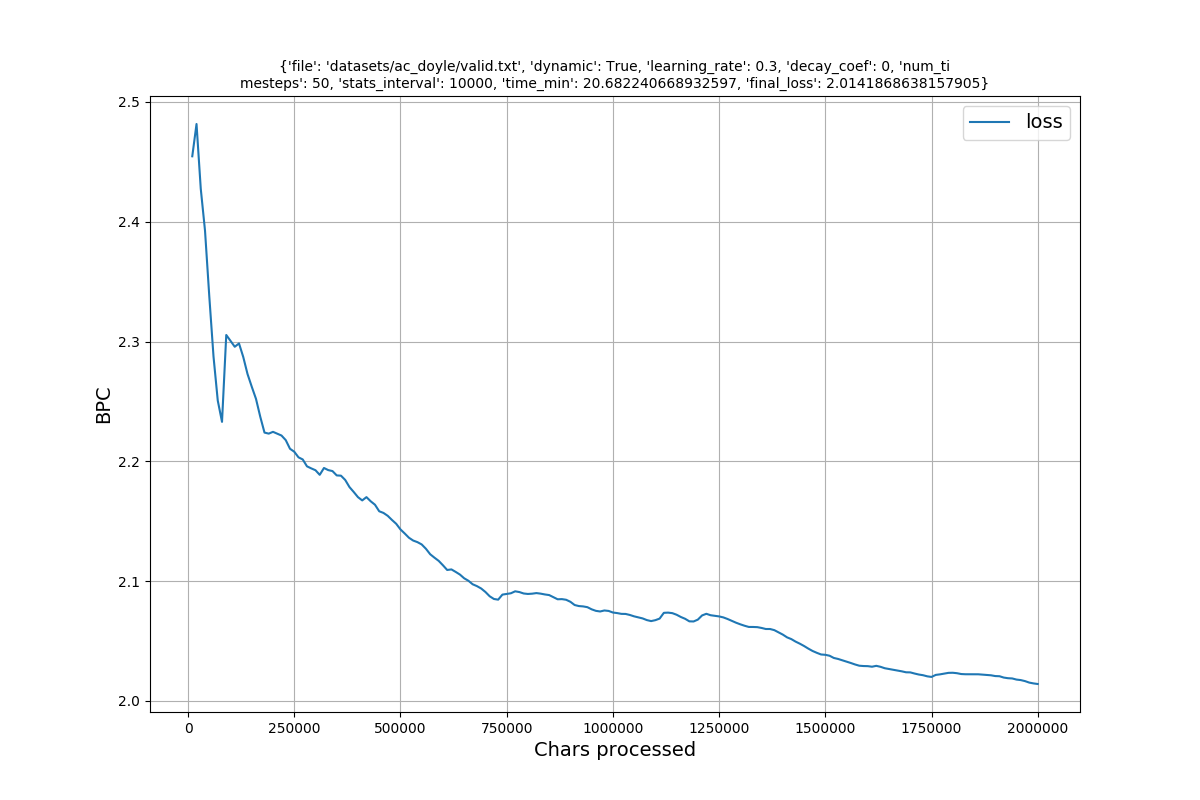 {'file': 'datasets/ac_doyle/valid.txt', 'dynamic': True, 'learning_rate': 0.3, 'decay_coef': 0, 'num_ti
mesteps': 50, 'stats_interval': 10000, 'time_min': 20.682240668932597, 'final_loss': 2.0141868638157905}
loss
2.5
2.4
2.3
2.2
2.1
2.0
BPC
0 250000 500000 750000 1000000 1250000 1500000 1750000 2000000
Chars processed